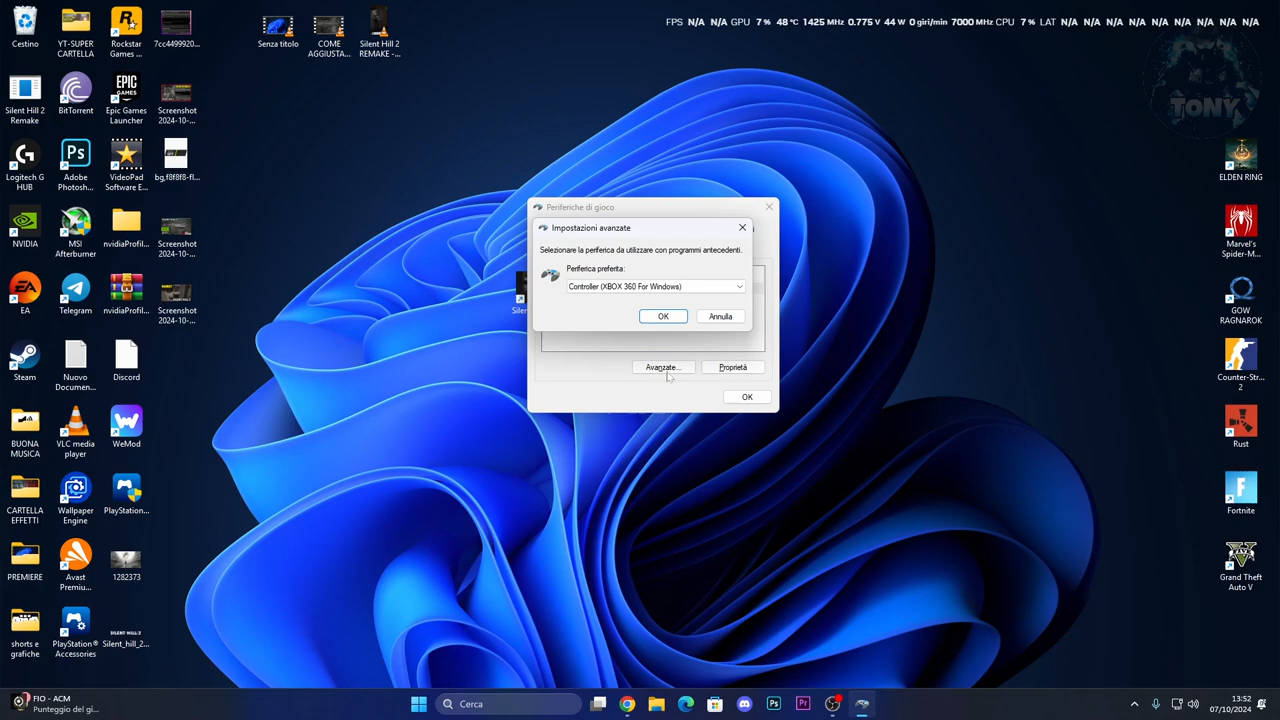 FPS N/A N/A GPU 7 % 48 °C 1425 MHz 0.775 V 44 W 0 giri/min 7000 MHz CPU 7 % LAT N/A N/A N/A N/A N/A N/A N/A N/A
TONY
Cestino
YT-SUPER
CARTELLA
Rockstar
Games ...
7cc4499920...
Senza titolo
COME
AGGIUSTA...
Silent Hill 2
REMAKE -...
Silent Hill 2
Remake
BitTorrent
Epic Games
Launcher
Screenshot
2024-10-...
Logitech G
HUB
Adobe
Photosh...
VideoPad
Software E...
bg,f8f8f8-fl...
NVIDIA
MSI
Afterburner
nvidiaProfil...
Screenshot
2024-10-...
EA
Telegram
nvidiaProfil...
Screenshot
2024-10-...
Steam
Nuovo
Documen...
Discord
BUONA
MUSICA
VLC media
player
WeMod
CARTELLA
EFFETTI
Wallpaper
Engine
PlayStation...
PREMIERE
Avast
Premiu...
1282373
shorts e
grafiche
PlayStation®
Accessories
Silent_hill_2...
ELDEN RING
Marvel's
Spider-M...
GOW
RAGNAROK
Counter-Str...
2
Rust
Fortnite
Grand Theft
Auto V
Periferiche di gioco
Impostazioni avanzate
Selezionare la periferica da utilizzare con programmi antecedenti.
Periferica preferita:
Controller (XBOX 360 For Windows)
OK
Annulla
Avanzate...
Proprietà
OK
FIO - ACM
Punteggio del gi...
Cerca
13:52
07/10/2024